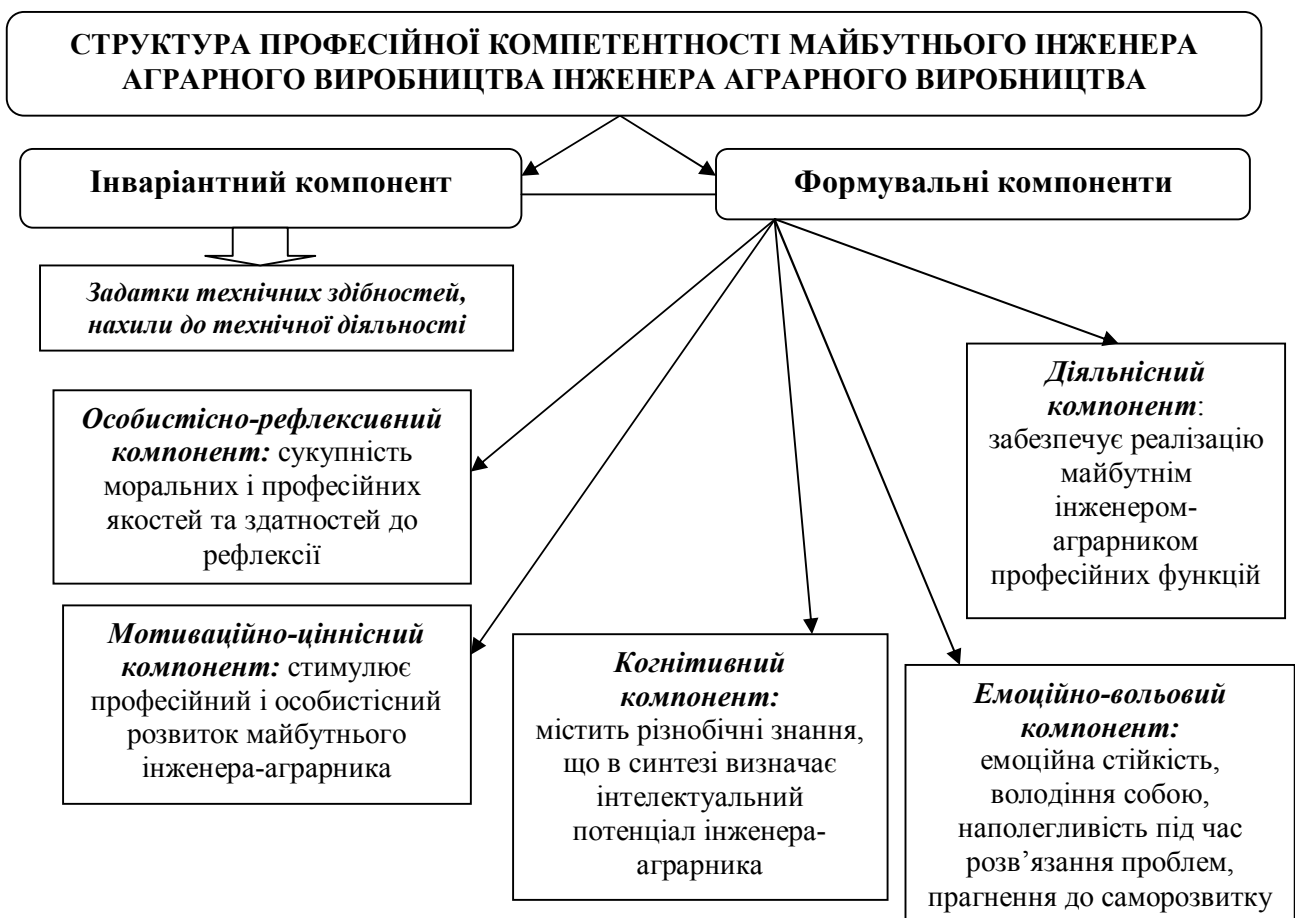 СТРУКТУРА ПРОФЕСІЙНОЇ КОМПЕТЕНТНОСТІ МАЙБУТНЬОГО ІНЖЕНЕРА
АГРАРНОГО ВИРОБНИЦТВА ІНЖЕНЕРА АГРАРНОГО ВИРОБНИЦТВА
Інваріантний компонент
Формувальні компоненти
Задатки технічних здібностей,
нахили до технічної діяльності
Особистісно-рефлексивний
компонент: сукупність
моральних і професійних
якостей та здатностей до
рефлексії
Мотиваційно-ціннісний
компонент: стимулює
професійний і особистісний
розвиток майбутнього
інженера-аграрника
Когнітивний
компонент:
містить різнобічні знання,
що в синтезі визначає
інтелектуальний
потенціал інженера-
аграрника
Діяльнісний
компонент:
забезпечує реалізацію
майбутнім
інженером-
аграрником
професійних функцій
Емоційно-вольовий
компонент:
емоційна стійкість,
володіння собою,
наполегливість під час
розв’язання проблем,
прагнення до саморозвитку